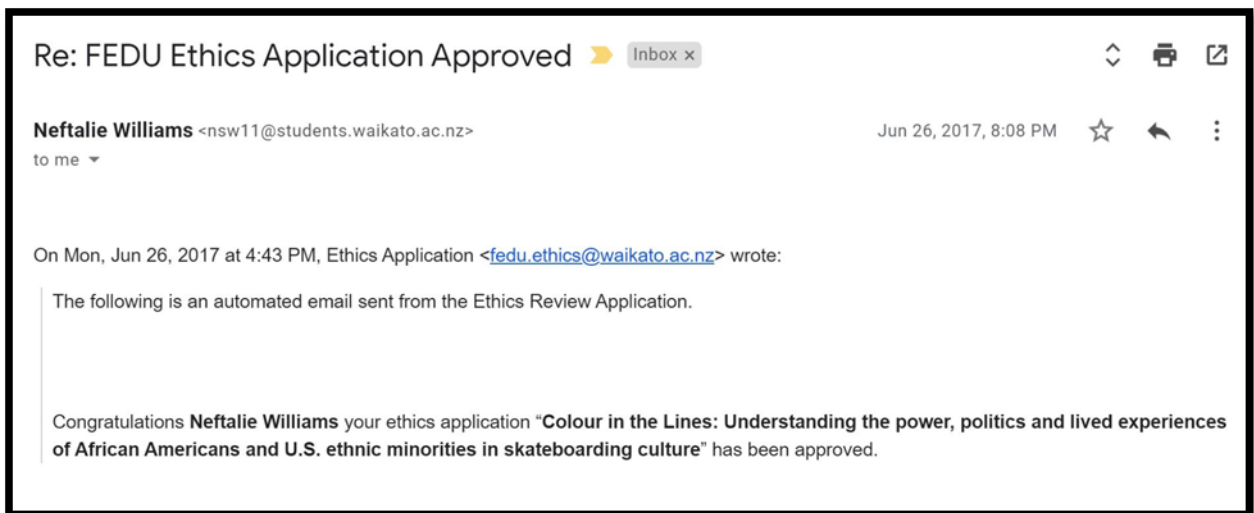 Re: FEDU Ethics Application Approved Inbox x
Neftalie Williams <nsw11@students.waikato.ac.nz> Jun 26, 2017, 8:08 PM
to me
On Mon, Jun 26, 2017 at 4:43 PM, Ethics Application <fedu.ethics@waikato.ac.nz> wrote:
The following is an automated email sent from the Ethics Review Application.
Congratulations Neftalie Williams your ethics application “Colour in the Lines: Understanding the power, politics and lived experiences
of African Americans and U.S. ethnic minorities in skateboarding culture” has been approved.